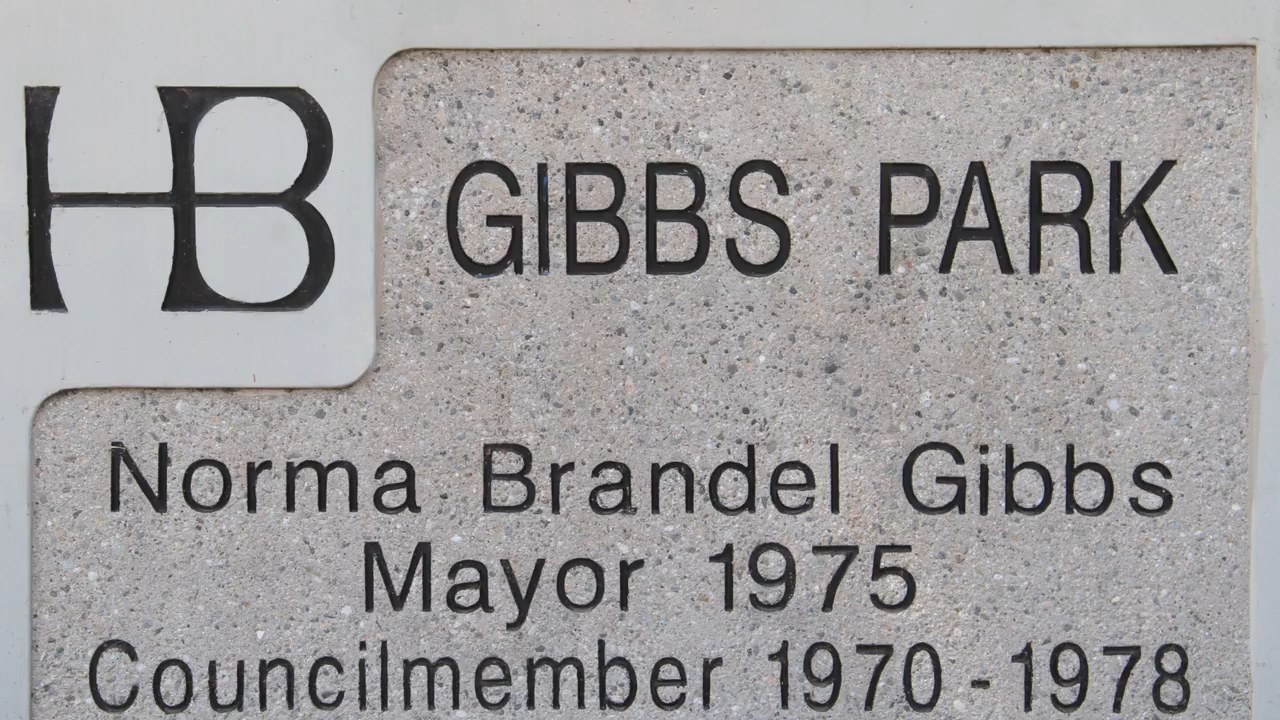 HB
GIBBS PARK
Norma Brandel Gibbs
Mayor 1975
Councilmember 1970 - 1978